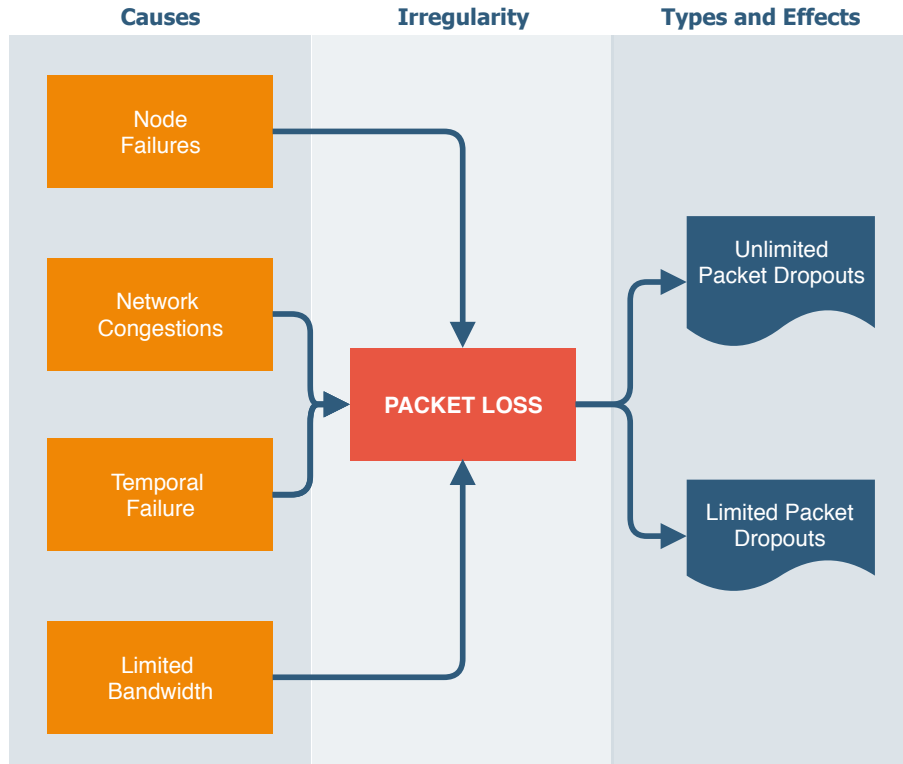 Causes
Irregularity
Types and Effects
Node
Failures
Network
Congestions
Temporal
Failure
Limited
Bandwidth
PACKET LOSS
Unlimited
Packet Dropouts
Limited Packet
Dropouts